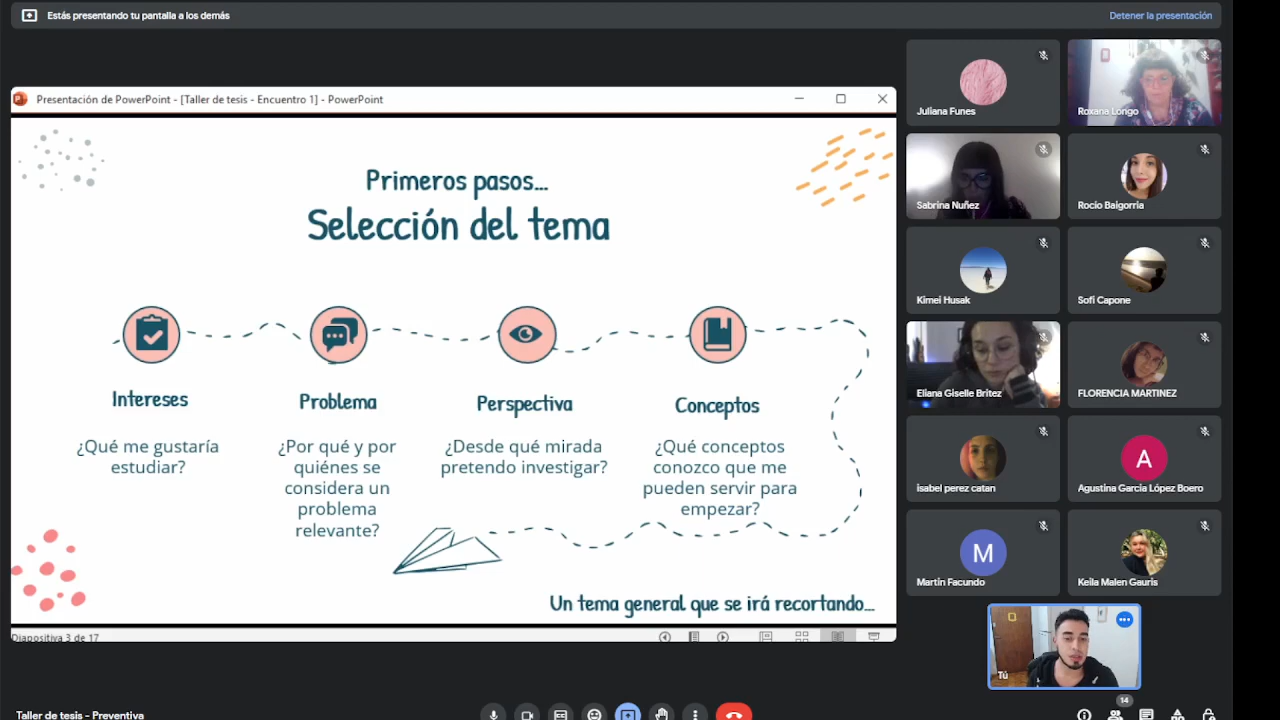 Estás presentando tu pantalla a los demás
Detener la presentación
Presentación de PowerPoint - [Taller de tesis - Encuentro 1] - PowerPoint
Primeros pasos...
Selección del tema
Intereses
¿Qué me gustaría
estudiar?
Problema
¿Por qué y por
quiénes se
considera un
problema
relevante?
Perspectiva
¿Desde qué mirada
pretendo investigar?
Conceptos
¿Qué conceptos
conozco que me
pueden servir para
empezar?
Un tema general que se irá recortando...
Diapositiva 3 de 17
Juliana Funes
Roxana Longo
Sabrina Nuñez
Rocío Baigorria
Kimei Husak
Sofi Capone
Eliana Giselle Britez
FLORENCIA MARTINEZ
isabel perez catan
A
Agustina García López Boero
M
Martin Facundo
Keila Malen Gauris
Tú
14
Taller de tesis - Preventiva